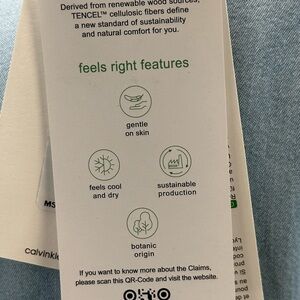 Derived from renewable wood sources,
TENCEL™ cellulosic fibers define
a new standard of sustainability
and natural comfort for you.
feels right features
gentle
on skin
feels cool
and dry
sustainable
production
botanic
origin
If you want to know more about the Claims,
please scan this QR-Code and visit the website.
MS
calvinkle